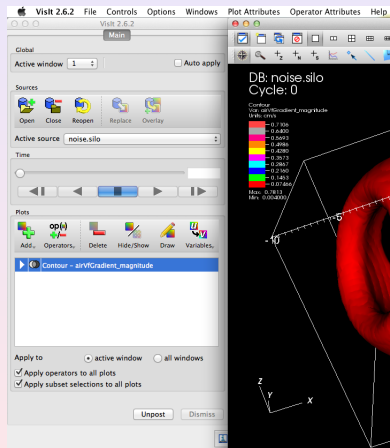 VisIt 2.6.2 File Controls Options Windows Plot Attributes Operator Attributes Help
VisIt 2.6.2
Main
Global
Active window 1 Auto apply
Sources
Open Close Reopen Replace Overlay
Active source noise.silo
Time
Plots
op(x)
Add Operators Delete Hide/Show Draw Variables
Contour - airVfGradient_magnitude
Apply to active window all windows
Apply operators to all plots
Apply subset selections to all plots
Unpost Dismiss
DB: noise.silo
Cycle: 0
Contour
Var: airVfGradient_magnitude
Units: cm/s
0.7106
0.6400
0.5693
0.4986
0.4280
0.3573
0.2867
0.2160
0.1453
0.07466
Max: 0.7813
Min: 0.004000
-5
-10
Z
Y
X